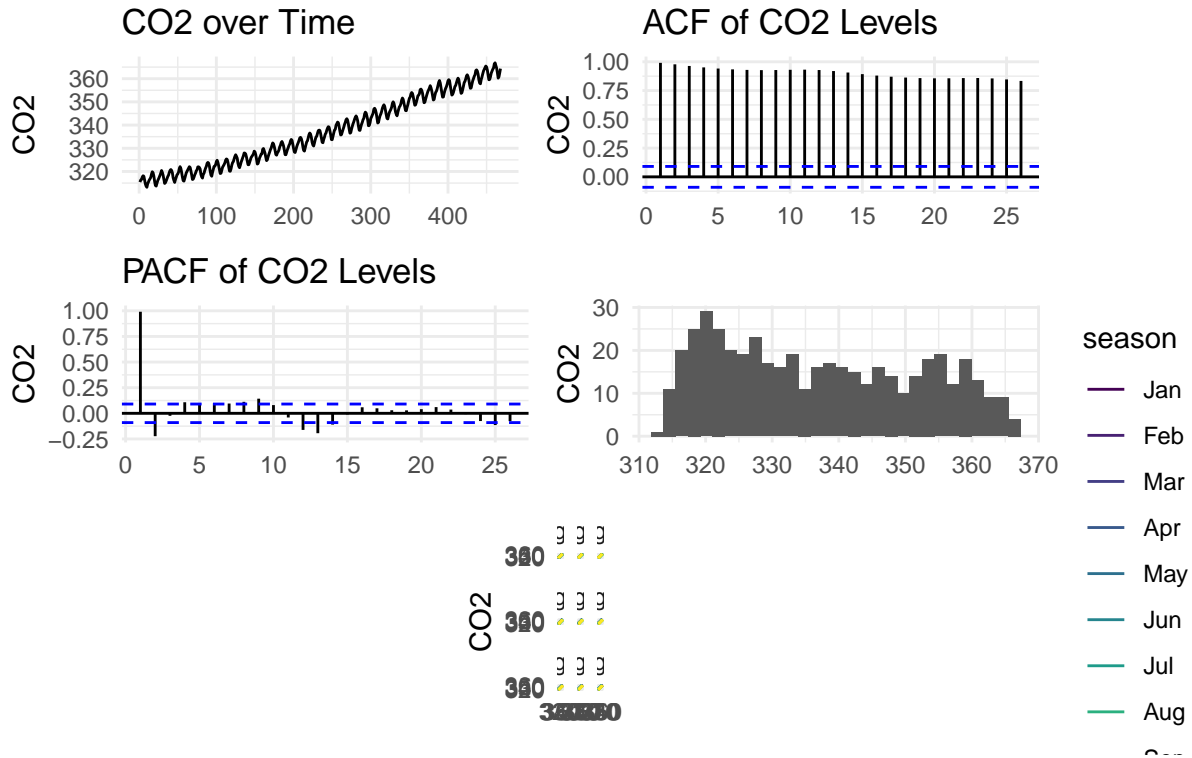 CO2 over Time
CO2
360
350
340
330
320
0 100 200 300 400
ACF of CO2 Levels
CO2
1.00
0.75
0.50
0.25
0.00
0 5 10 15 20 25
PACF of CO2 Levels
CO2
1.00
0.75
0.50
0.25
0.00
−0.25
0 5 10 15 20 25
CO2
30
20
10
0
310 320 330 340 350 360 370
CO2
season
Jan
Feb
Mar
Apr
May
Jun
Jul
Aug